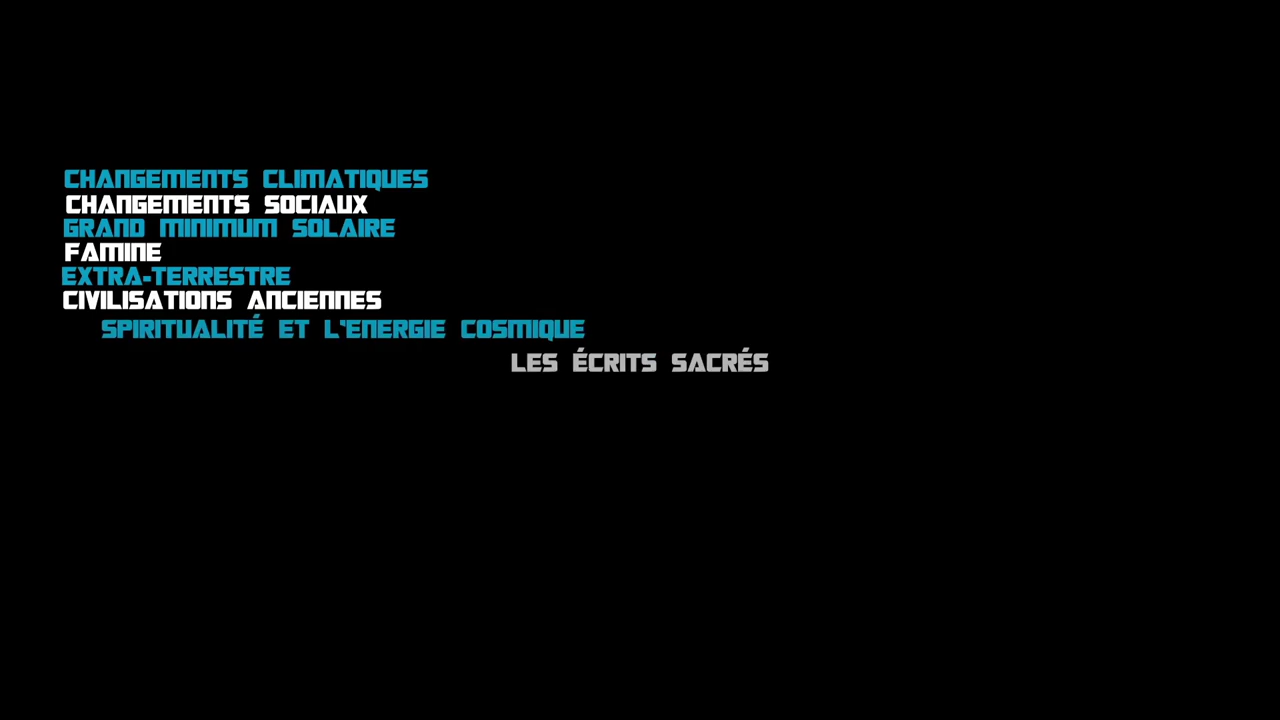 CHANGEMENTS CLIMATIQUES
CHANGEMENTS SOCIAUX
GRAND MINIMUM SOLAIRE
FAMINE
EXTRA-TERRESTRE
CIVILISATIONS ANCIENNES
SPIRITUALITÉ ET L'ENERGIE COSMIQUE
LES ÉCRITS SACRÉS